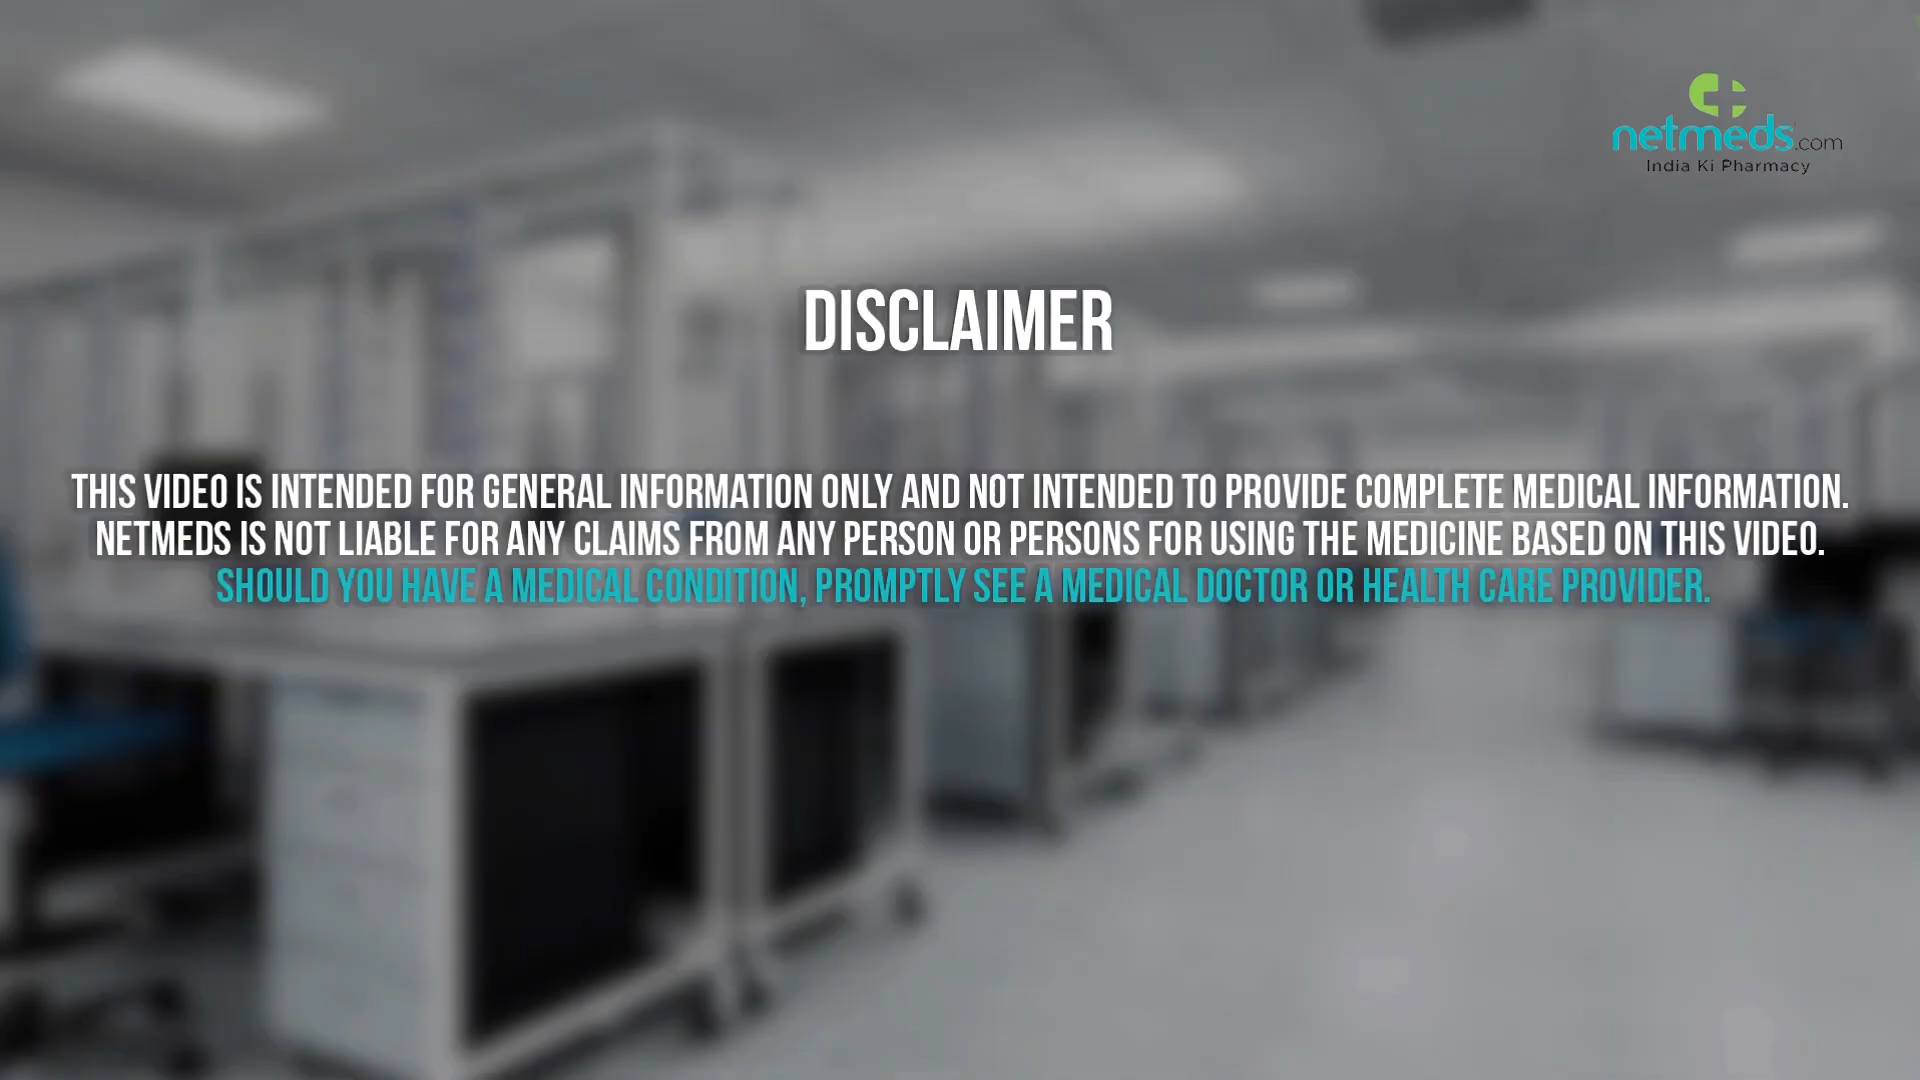 netmeds.com
India Ki Pharmacy
DISCLAIMER
THIS VIDEO IS INTENDED FOR GENERAL INFORMATION ONLY AND NOT INTENDED TO PROVIDE COMPLETE MEDICAL INFORMATION.
NETMEDS IS NOT LIABLE FOR ANY CLAIMS FROM ANY PERSON OR PERSONS FOR USING THE MEDICINE BASED ON THIS VIDEO.
SHOULD YOU HAVE A MEDICAL CONDITION, PROMPTLY SEE A MEDICAL DOCTOR OR HEALTH CARE PROVIDER.